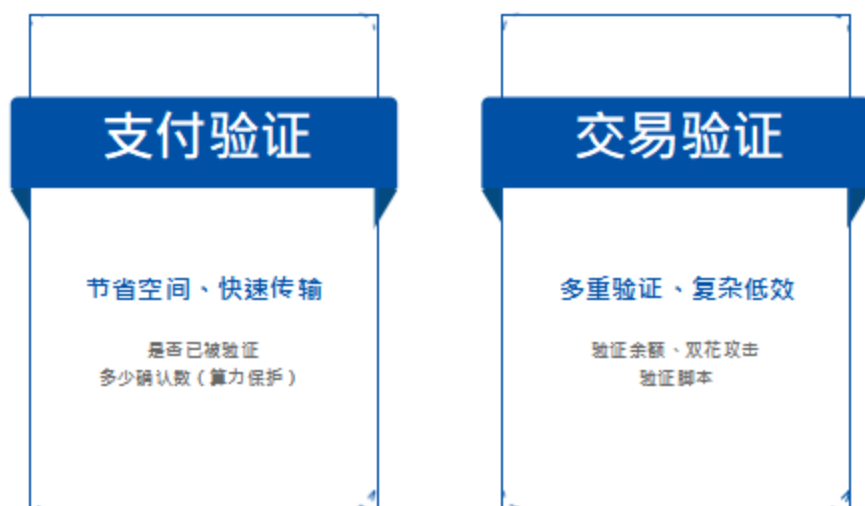 支付验证
节省空间、快速传输
是否已被验证
多少确认数（算力保护）
交易验证
多重验证、复杂低效
验证余额、双花攻击
验证脚本